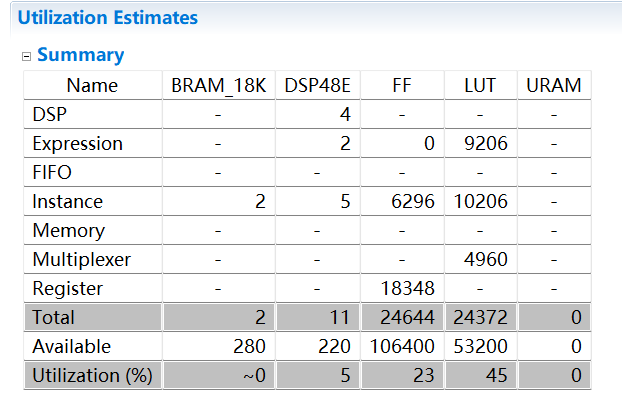 Utilization Estimates
Summary
Name BRAM_18K DSP48E FF LUT URAM
DSP - 4 - - -
Expression - 2 0 9206 -
FIFO - - - - -
Instance 2 5 6296 10206 -
Memory - - - - -
Multiplexer - - - 4960 -
Register - - 18348 - -
Total 2 11 24644 24372 0
Available 280 220 106400 53200 0
Utilization (%) ~0 5 23 45 0